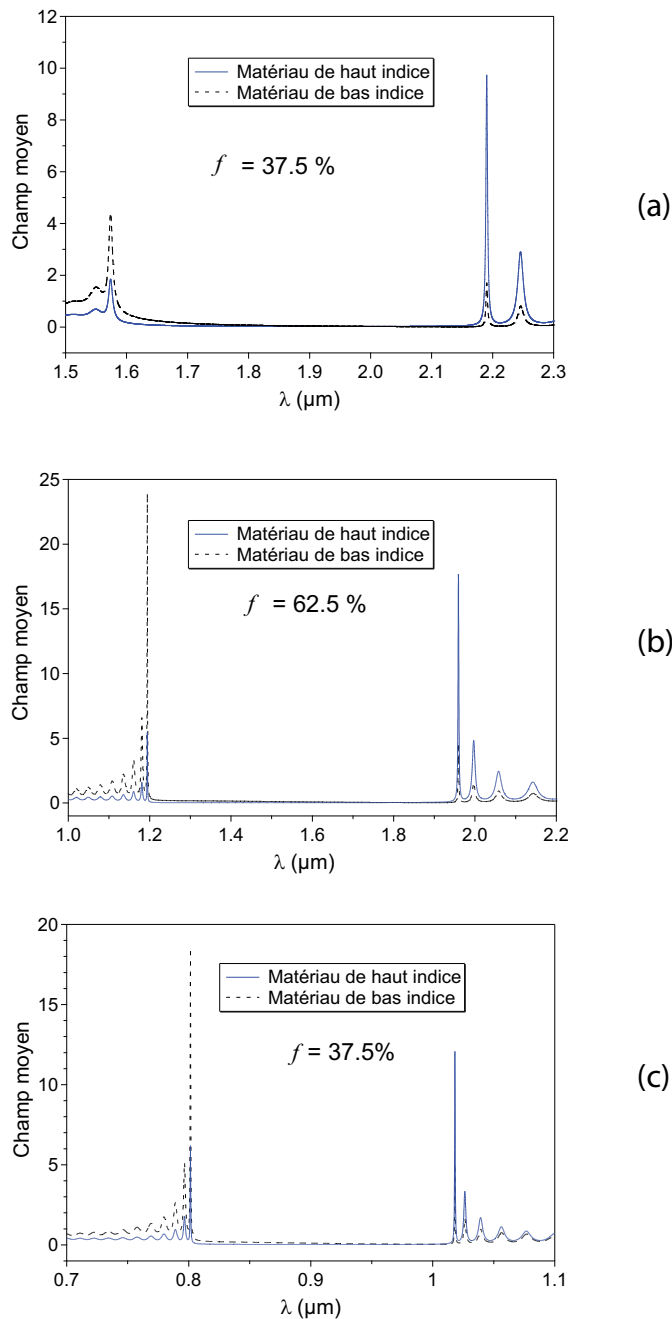 12
10
8
6
4
2
0
Champ moyen
Matériau de haut indice
Matériau de bas indice
f = 37.5 %
1.5 1.6 1.7 1.8 1.9 2.0 2.1 2.2 2.3
λ (µm)
(a)
25
20
15
10
5
0
Champ moyen
Matériau de haut indice
Matériau de bas indice
f = 62.5 %
1.0 1.2 1.4 1.6 1.8 2.0 2.2
λ (µm)
(b)
20
15
10
5
0
Champ moyen
Matériau de haut indice
Matériau de bas indice
f = 37.5%
0.7 0.8 0.9 1 1.1
λ (µm)
(c)